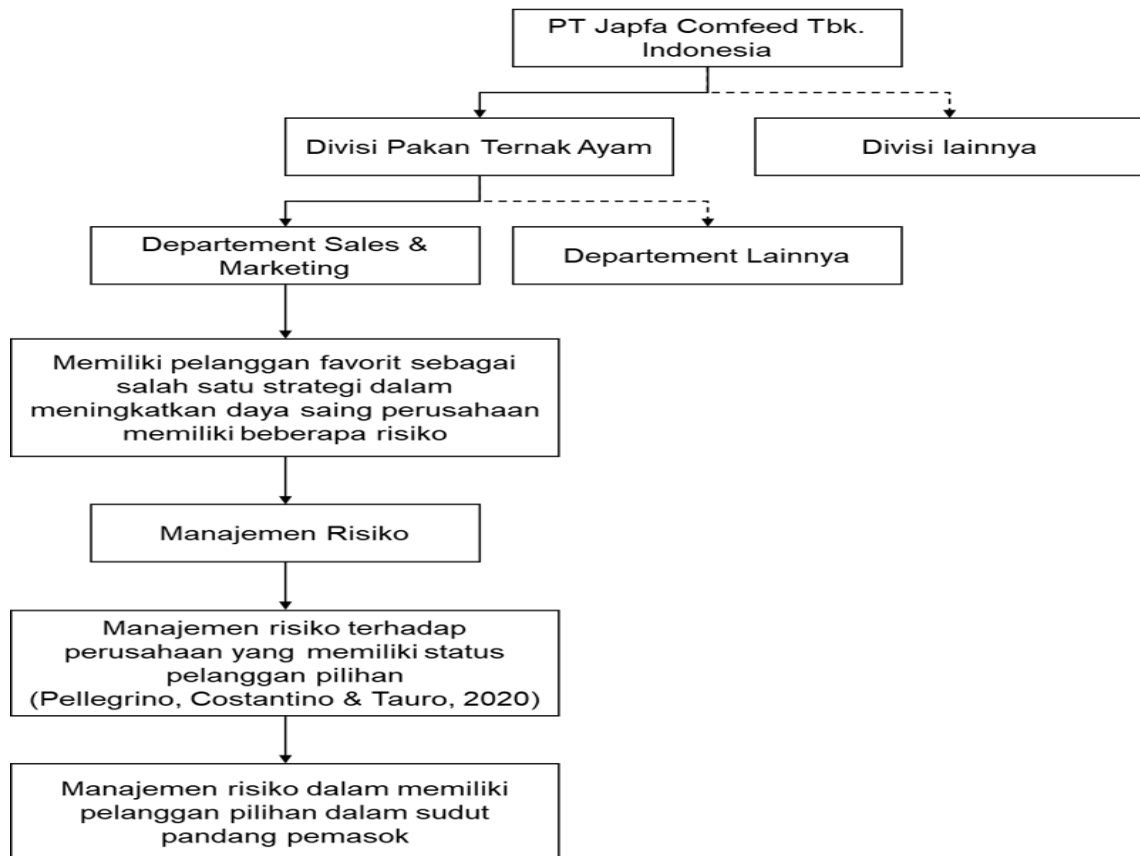 PT Japfa Comfeed Tbk.
Indonesia
Divisi Pakan Ternak Ayam
Divisi lainnya
Departement Sales &
Marketing
Departement Lainnya
Memiliki pelanggan favorit sebagai
salah satu strategi dalam
meningkatkan daya saing perusahaan
memiliki beberapa risiko
Manajemen Risiko
Manajemen risiko terhadap
perusahaan yang memiliki status
pelanggan pilihan
(Pellegrino, Costantino & Tauro, 2020)
Manajemen risiko dalam memiliki
pelanggan pilihan dalam sudut
pandang pemasok